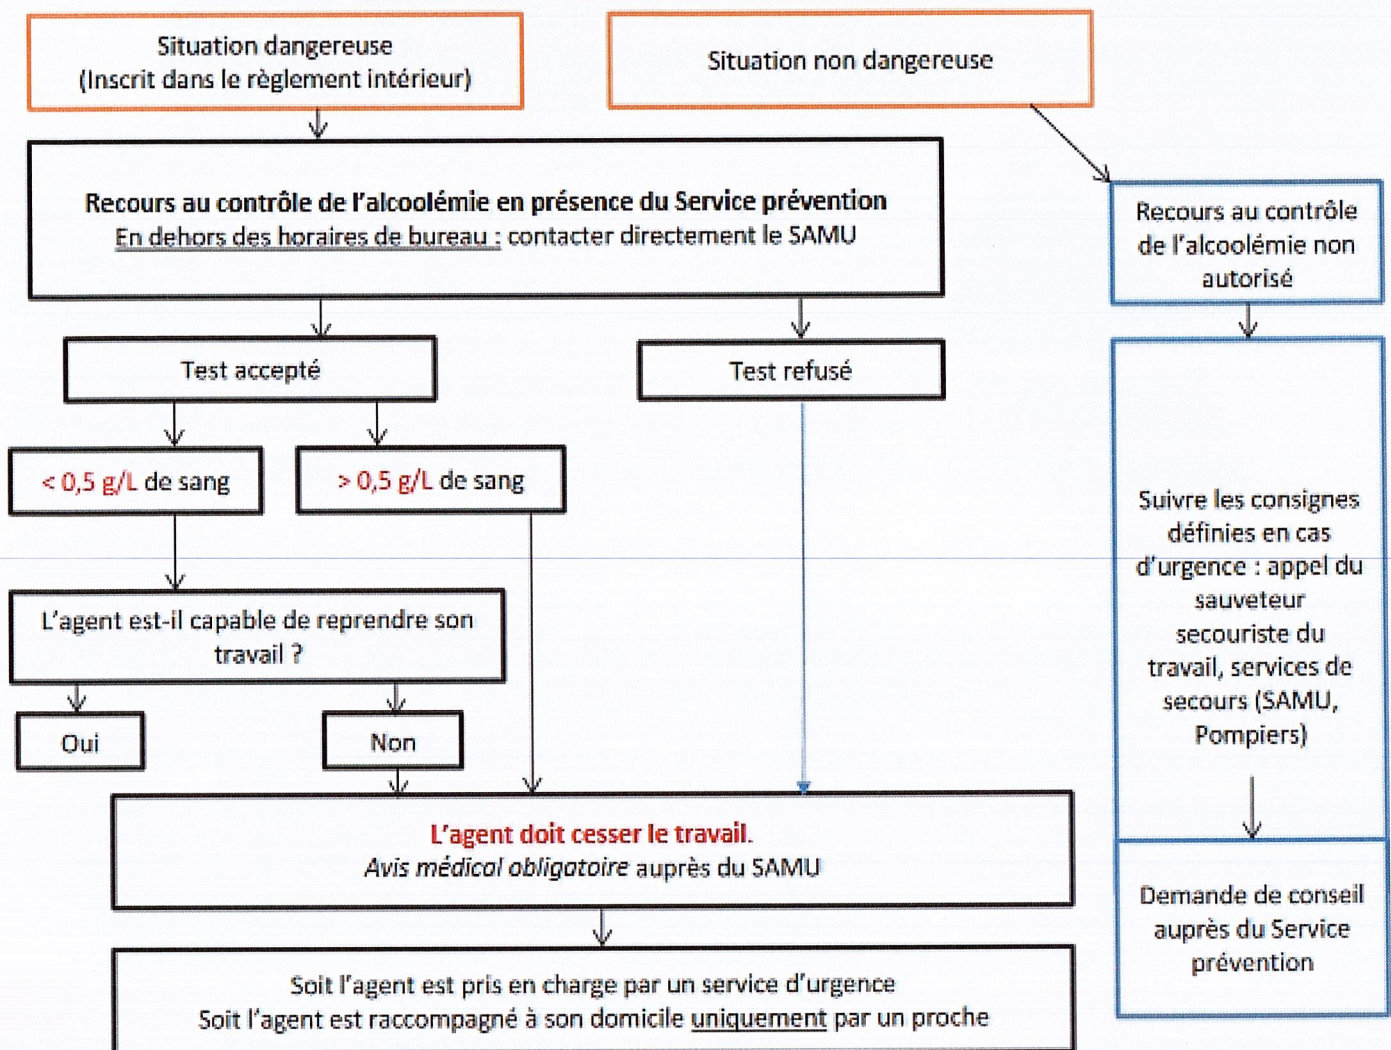 Situation dangereuse
(Inscrit dans le règlement intérieur)
Situation non dangereuse
Recours au contrôle de l'alcoolémie en présence du Service prévention
En dehors des horaires de bureau : contacter directement le SAMU
Recours au contrôle
de l'alcoolémie non
autorisé
Test accepté
Test refusé
< 0,5 g/L de sang
> 0,5 g/L de sang
Suivre les consignes
définies en cas
d'urgence : appel du
sauveteur
secouriste du
travail, services de
secours (SAMU,
Pompiers)
L'agent est-il capable de reprendre son
travail ?
Oui
Non
L'agent doit cesser le travail.
Avis médical obligatoire auprès du SAMU
Demande de conseil
auprès du Service
prévention
Soit l'agent est pris en charge par un service d'urgence
Soit l'agent est raccompagné à son domicile uniquement par un proche